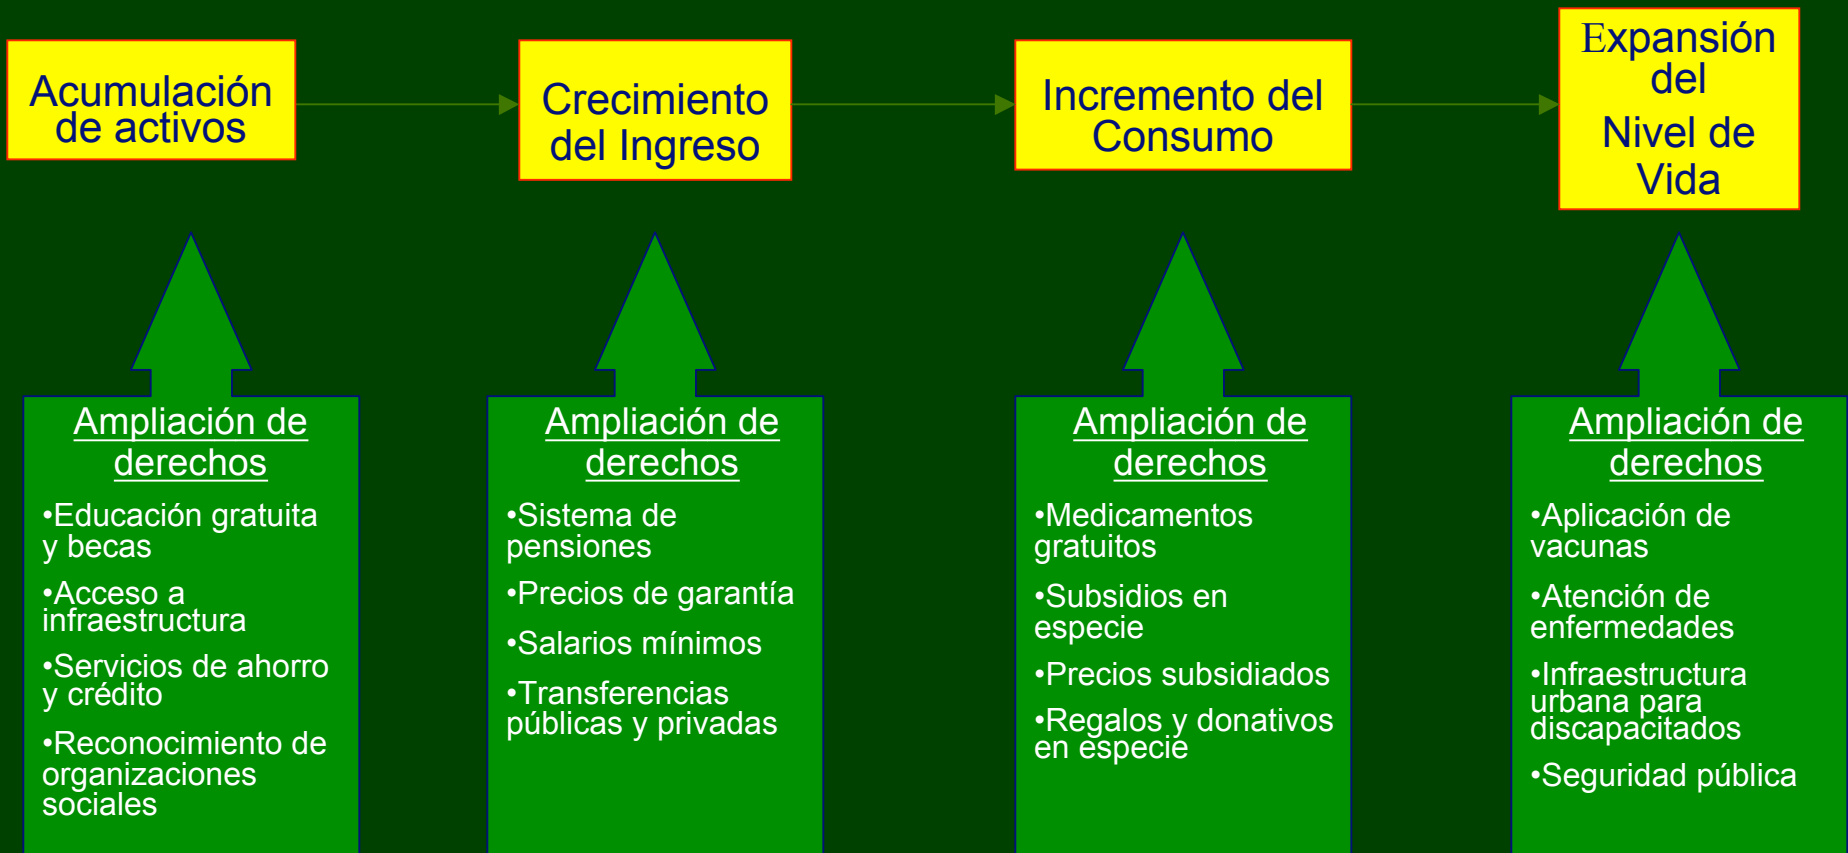 Acumulación
de activos
Crecimiento
del Ingreso
Incremento del
Consumo
Expansión
del
Nivel de
Vida
Ampliación de
derechos
•Educación gratuita
y becas
•Acceso a
infraestructura
•Servicios de ahorro
y crédito
•Reconocimiento de
organizaciones
sociales
Ampliación de
derechos
•Sistema de
pensiones
•Precios de garantía
•Salarios mínimos
•Transferencias
públicas y privadas
Ampliación de
derechos
•Medicamentos
gratuitos
•Subsidios en
especie
•Precios subsidiados
•Regalos y donativos
en especie
Ampliación de
derechos
•Aplicación de
vacunas
•Atención de
enfermedades
•Infraestructura
urbana para
discapacitados
•Seguridad pública